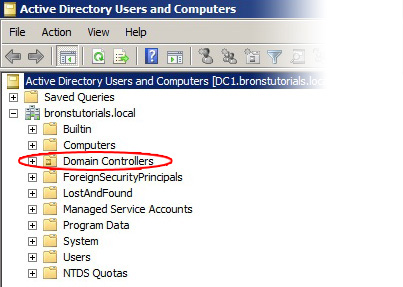 Active Directory Users and Computers
File Action View Help
Active Directory Users and Computers [DC1.bronstutorials.loc
Saved Queries
bronstutorials.local
Builtin
Computers
Domain Controllers
ForeignSecurityPrincipals
LostAndFound
Managed Service Accounts
Program Data
System
Users
NTDS Quotas